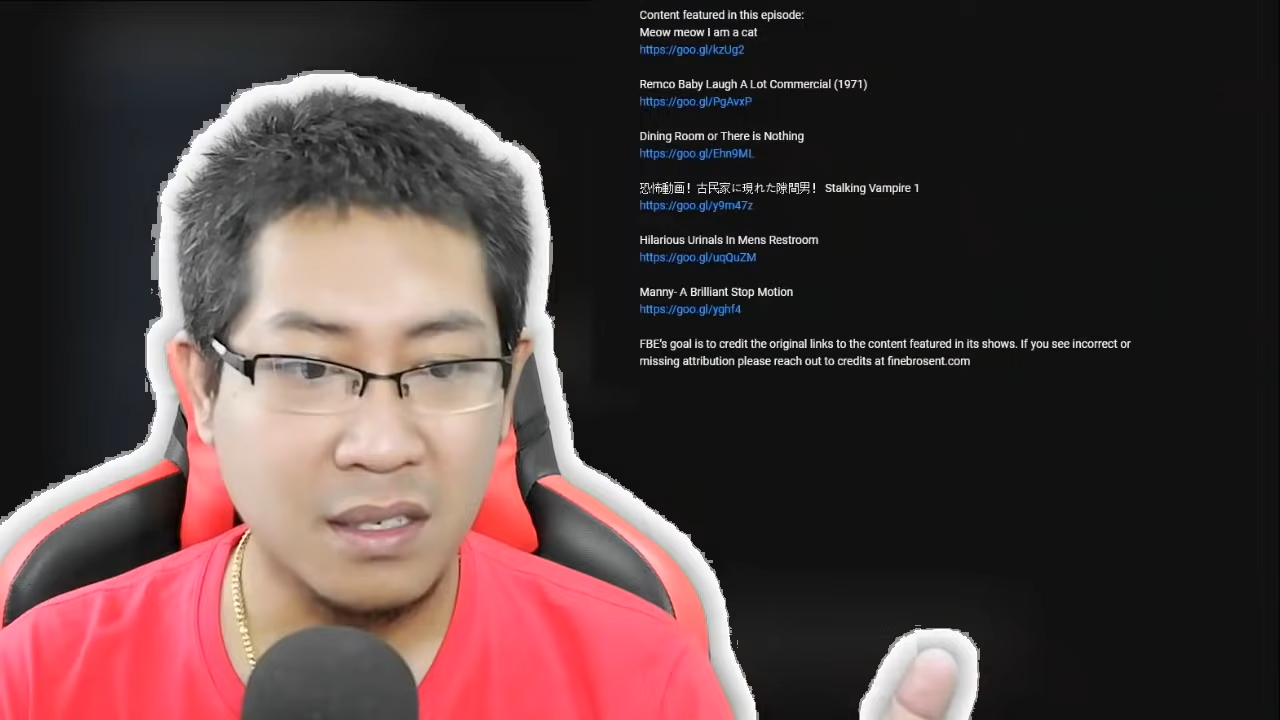 Content featured in this episode:
Meow meow I am a cat
https://goo.gl/kzUg2
Remco Baby Laugh A Lot Commercial (1971)
https://goo.gl/PgAvxP
Dining Room or There is Nothing
https://goo.gl/Ehn9ML
恐怖動画！古民家に現れた隙間男！ Stalking Vampire 1
https://goo.gl/y9m47z
Hilarious Urinals In Mens Restroom
https://goo.gl/uqQuZM
Manny- A Brilliant Stop Motion
https://goo.gl/yghf4
FBE's goal is to credit the original links to the content featured in its shows. If you see incorrect or
missing attribution please reach out to credits at finebrosent.com